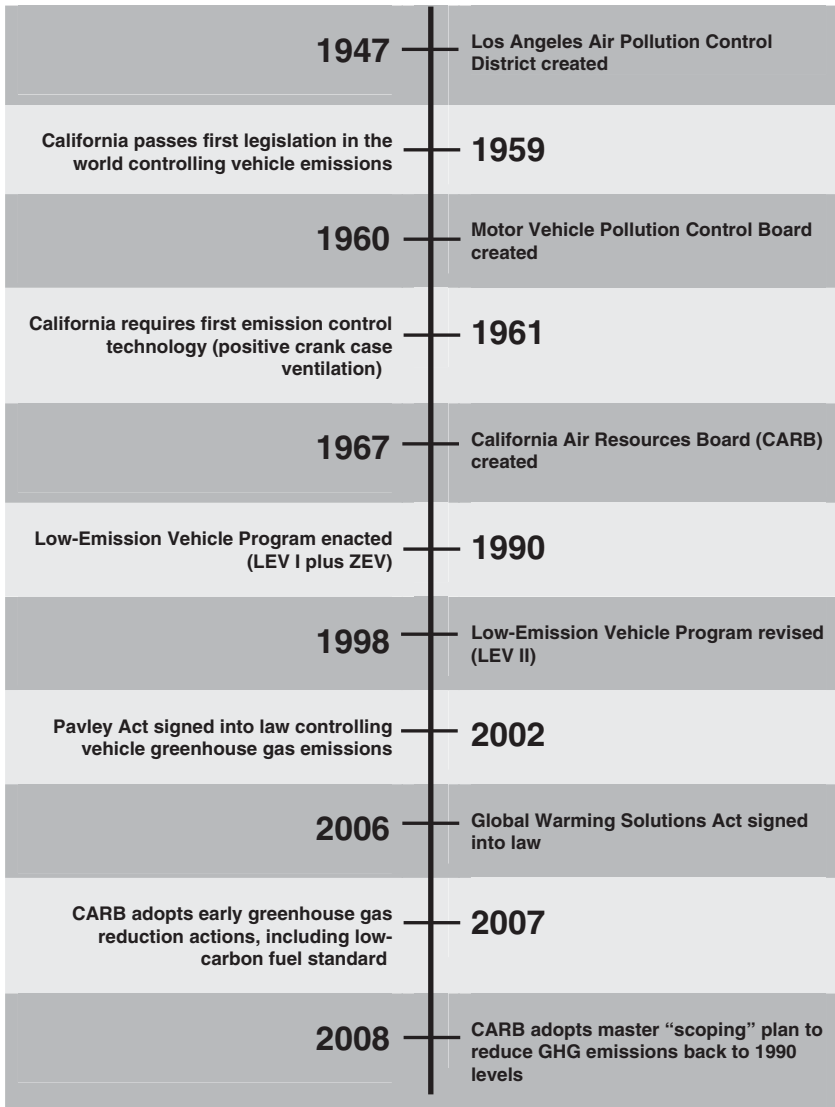 1947
Los Angeles Air Pollution Control
District created
California passes first legislation in the
world controlling vehicle emissions
1959
1960
Motor Vehicle Pollution Control Board
created
California requires first emission control
technology (positive crank case
ventilation)
1961
1967
California Air Resources Board (CARB)
created
Low-Emission Vehicle Program enacted
(LEV I plus ZEV)
1990
1998
Low-Emission Vehicle Program revised
(LEV II)
Pavley Act signed into law controlling
vehicle greenhouse gas emissions
2002
2006
Global Warming Solutions Act signed
into law
CARB adopts early greenhouse gas
reduction actions, including low-
carbon fuel standard
2007
2008
CARB adopts master “scoping” plan to
reduce GHG emissions back to 1990
levels